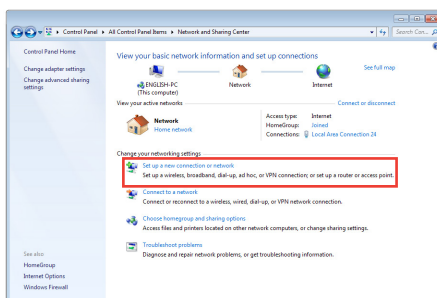 Control Panel ▸ All Control Panel Items ▸ Network and Sharing Center
Search Con...
Control Panel Home
Change adapter settings
Change advanced sharing
settings
See also
HomeGroup
Internet Options
Windows Firewall
View your basic network information and set up connections
See full map
ENGLISH-PC
(This computer)
Network
Internet
View your active networks
Connect or disconnect
Network
Home network
Access type: Internet
HomeGroup: Joined
Connections: Local Area Connection 24
Change your networking settings
Set up a new connection or network
Set up a wireless, broadband, dial-up, ad hoc, or VPN connection; or set up a router or access point.
Connect to a network
Connect or reconnect to a wireless, wired, dial-up, or VPN network connection.
Choose homegroup and sharing options
Access files and printers located on other network computers, or change sharing settings.
Troubleshoot problems
Diagnose and repair network problems, or get troubleshooting information.